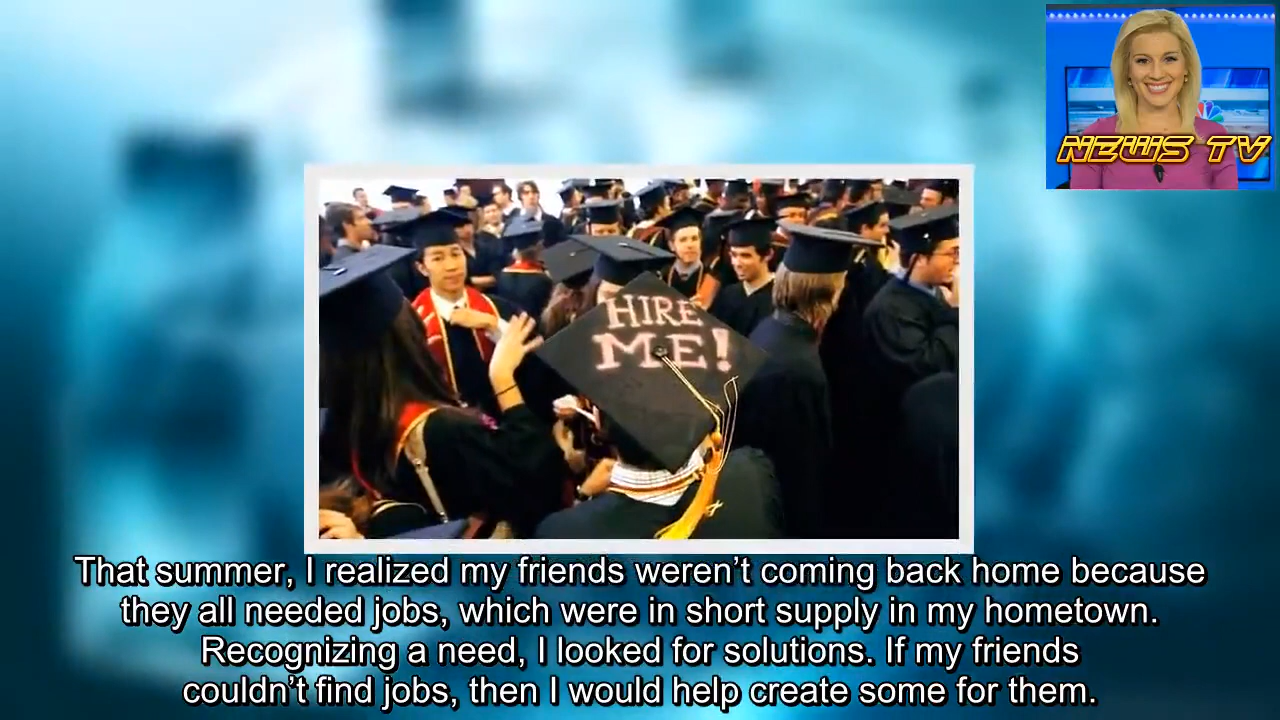 NEWS TV
HIRE
ME!
That summer, I realized my friends weren’t coming back home because
they all needed jobs, which were in short supply in my hometown.
Recognizing a need, I looked for solutions. If my friends
couldn’t find jobs, then I would help create some for them.